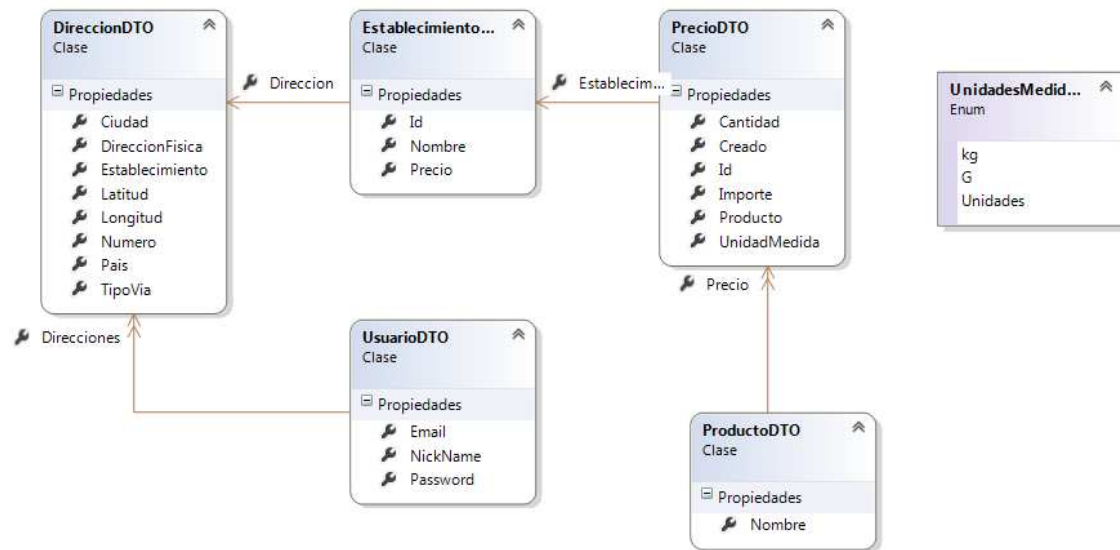 DireccionDTO
Clase
Propiedades
Ciudad
DireccionFisica
Establecimiento
Latitud
Longitud
Numero
Pais
TipoVia
Direccion
Establecimiento...
Clase
Propiedades
Id
Nombre
Precio
Establecim...
PrecioDTO
Clase
Propiedades
Cantidad
Creado
Id
Importe
Producto
UnidadMedida
UnidadesMedid...
Enum
kg
G
Unidades
Direcciones
UsuarioDTO
Clase
Propiedades
Email
NickName
Password
Precio
ProductoDTO
Clase
Propiedades
Nombre